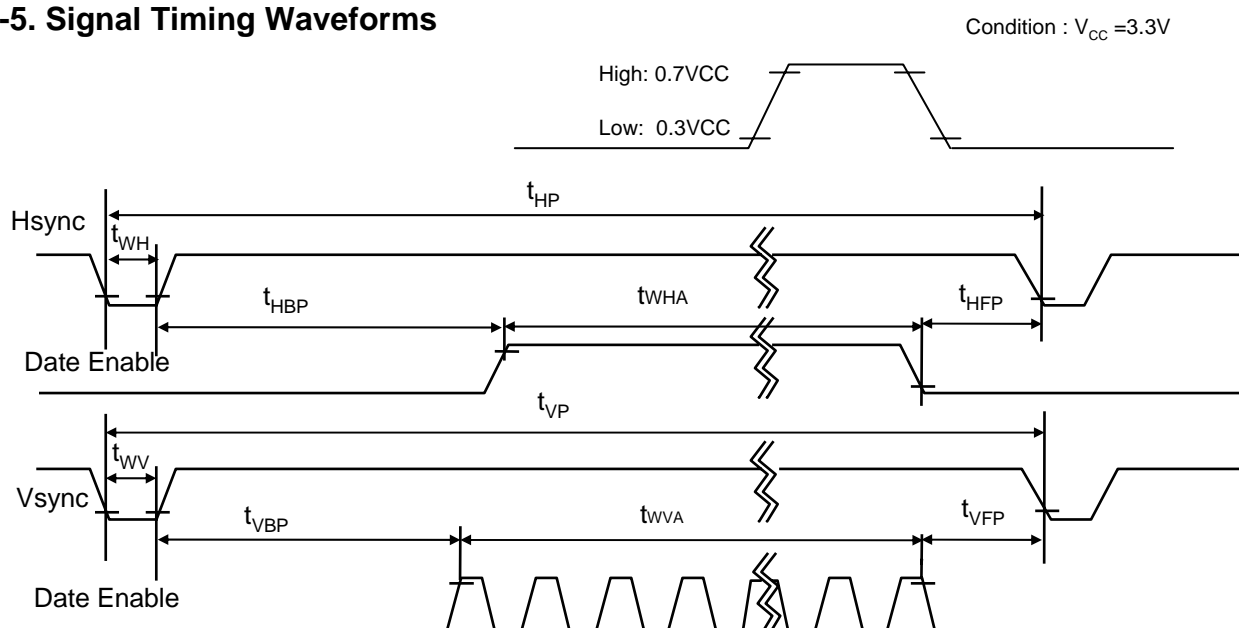 -5. Signal Timing Waveforms
Condition : VCC =3.3V
High: 0.7VCC
Low: 0.3VCC
tHP
Hsync
tWH
tHBP
tWHA
tHFP
Date Enable
tVP
tWV
Vsync
tVBP
tWVA
tVFP
Date Enable